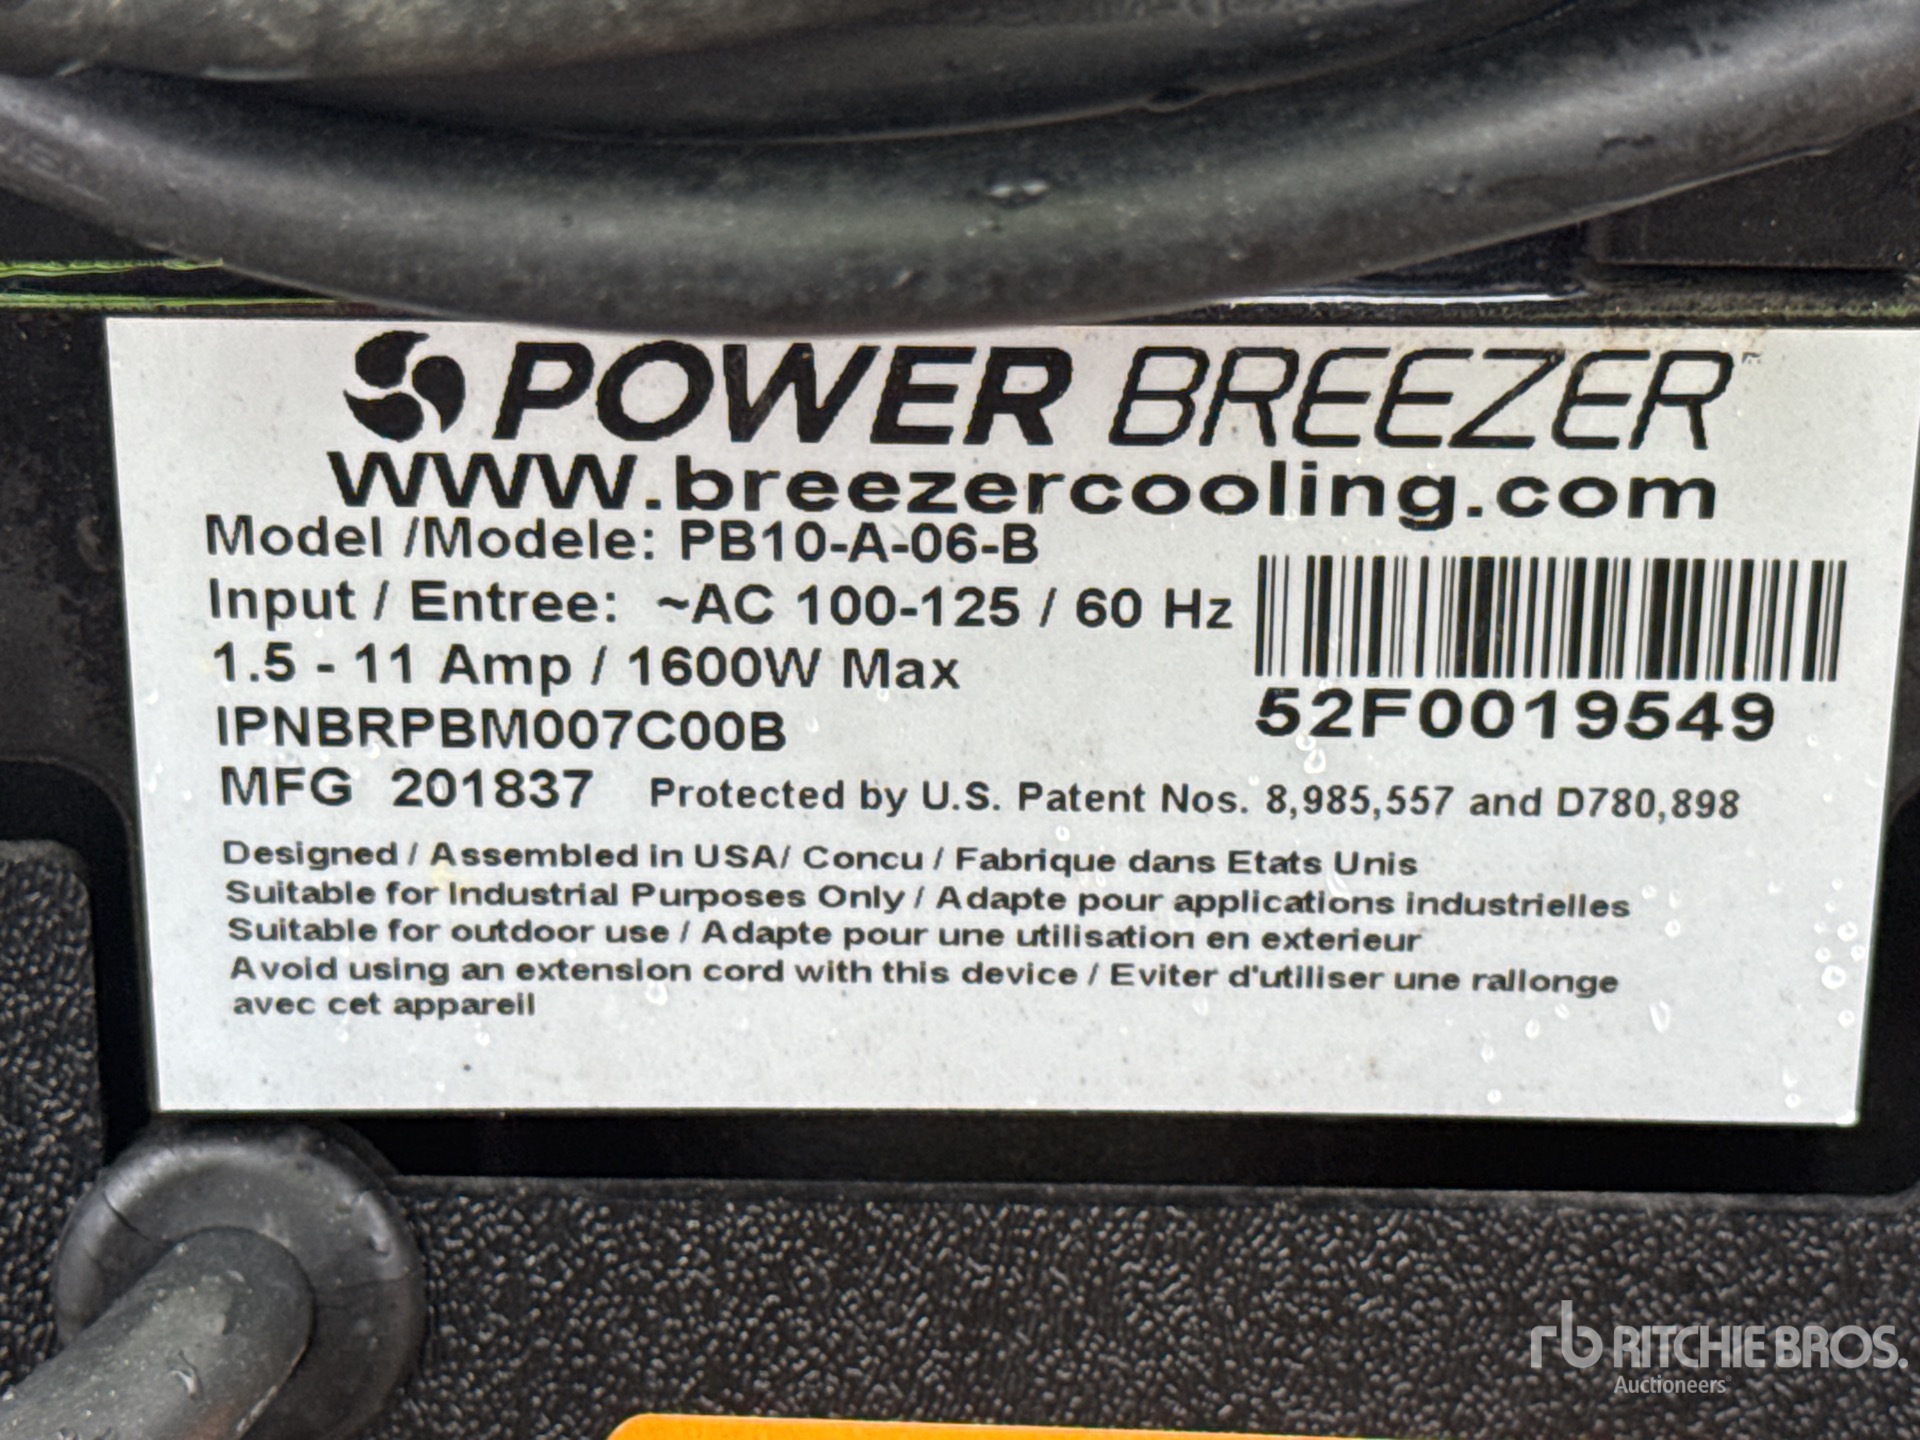 POWER BREEZER™
www.breezercooling.com
Model /Modele: PB10-A-06-B
Input / Entree: ~AC 100-125 / 60 Hz
1.5 - 11 Amp / 1600W Max
52F0019549
IPNBRPBM007C00B
MFG 201837 Protected by U.S. Patent Nos. 8,985,557 and D780,898
Designed / Assembled in USA/ Concu / Fabrique dans Etats Unis
Suitable for Industrial Purposes Only / Adapte pour applications industrielles
Suitable for outdoor use / Adapte pour une utilisation en exterieur
Avoid using an extension cord with this device / Eviter d'utiliser une rallonge
avec cet appareil
rb RITCHIE BROS.
Auctioneers